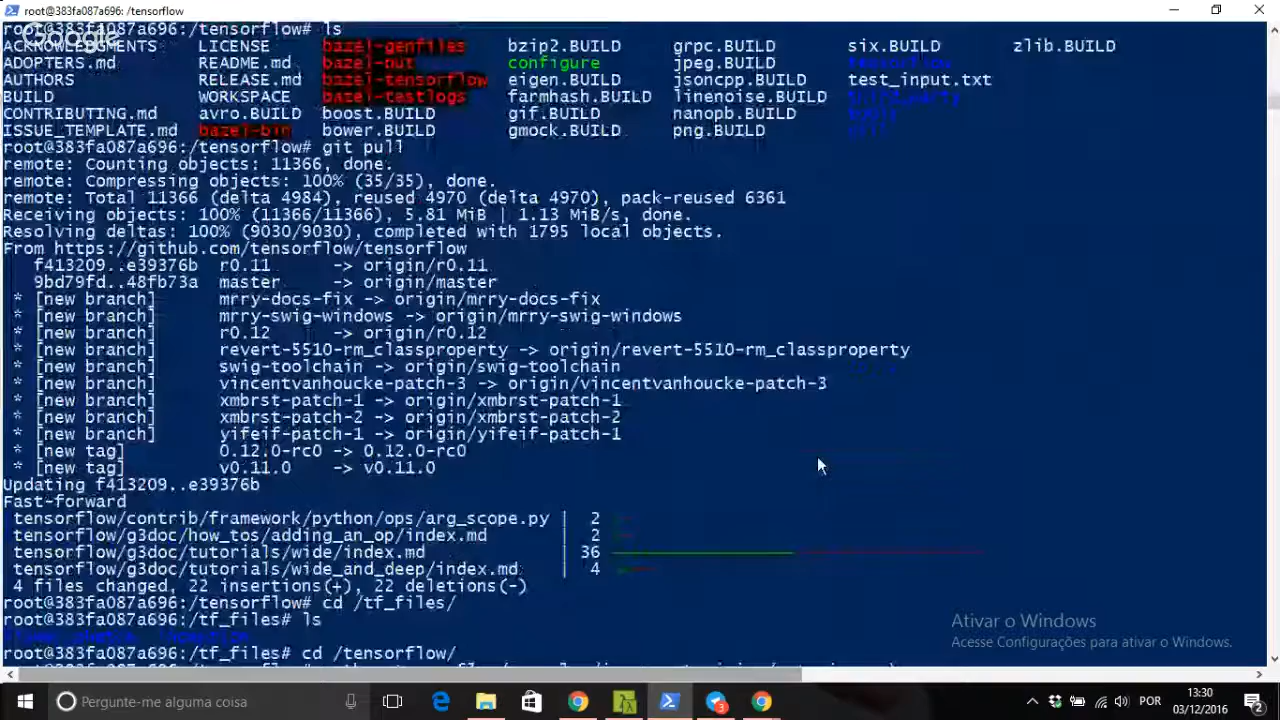 root@383fa087a696: /tensorflow
root@383fa087a696:/tensorflow# ls
Google
ACKNOWLEDGMENTS LICENSE bazel-genfiles bzip2.BUILD grpc.BUILD six.BUILD zlib.BUILD
ADOPTERS.md README.md bazel-out configure jpeg.BUILD tensorflow
AUTHORS RELEASE.md bazel-tensorflow eigen.BUILD jsoncpp.BUILD test_input.txt
BUILD WORKSPACE bazel-testlogs farmhash.BUILD linenoise.BUILD third_party
CONTRIBUTING.md avro.BUILD boost.BUILD gif.BUILD nanopb.BUILD tools
ISSUE_TEMPLATE.md bazel-bin bower.BUILD gmock.BUILD png.BUILD util
root@383fa087a696:/tensorflow# git pull
remote: Counting objects: 11366, done.
remote: Compressing objects: 100% (35/35), done.
remote: Total 11366 (delta 4984), reused 4970 (delta 4970), pack-reused 6361
Receiving objects: 100% (11366/11366), 5.81 MiB | 1.13 MiB/s, done.
Resolving deltas: 100% (9030/9030), completed with 1795 local objects.
From https://github.com/tensorflow/tensorflow
f413209..e39376b r0.11 -> origin/r0.11
9bd79fd..48fb73a master -> origin/master
* [new branch] mrry-docs-fix -> origin/mrry-docs-fix
* [new branch] mrry-swig-windows -> origin/mrry-swig-windows
* [new branch] r0.12 -> origin/r0.12
* [new branch] revert-5510-rm_classproperty -> origin/revert-5510-rm_classproperty
* [new branch] swig-toolchain -> origin/swig-toolchain
* [new branch] vincentvanhoucke-patch-3 -> origin/vincentvanhoucke-patch-3
* [new branch] xmbrst-patch-1 -> origin/xmbrst-patch-1
* [new branch] xmbrst-patch-2 -> origin/xmbrst-patch-2
* [new branch] yifeif-patch-1 -> origin/yifeif-patch-1
* [new tag] 0.12.0-rc0 -> 0.12.0-rc0
* [new tag] v0.11.0 -> v0.11.0
Updating f413209..e39376b
Fast-forward
tensorflow/contrib/framework/python/ops/arg_scope.py | 2
tensorflow/g3doc/how_tos/adding_an_op/index.md | 2
tensorflow/g3doc/tutorials/wide/index.md | 36
tensorflow/g3doc/tutorials/wide_and_deep/index.md | 4
4 files changed, 22 insertions(+), 22 deletions(-)
root@383fa087a696:/tensorflow# cd /tf_files/
root@383fa087a696:/tf_files# ls
root@383fa087a696:/tf_files# cd /tensorflow/
Ativar o Windows
Acesse Configurações para ativar o Windows.
Pergunte-me alguma coisa
3
POR
13:30
03/12/2016
2